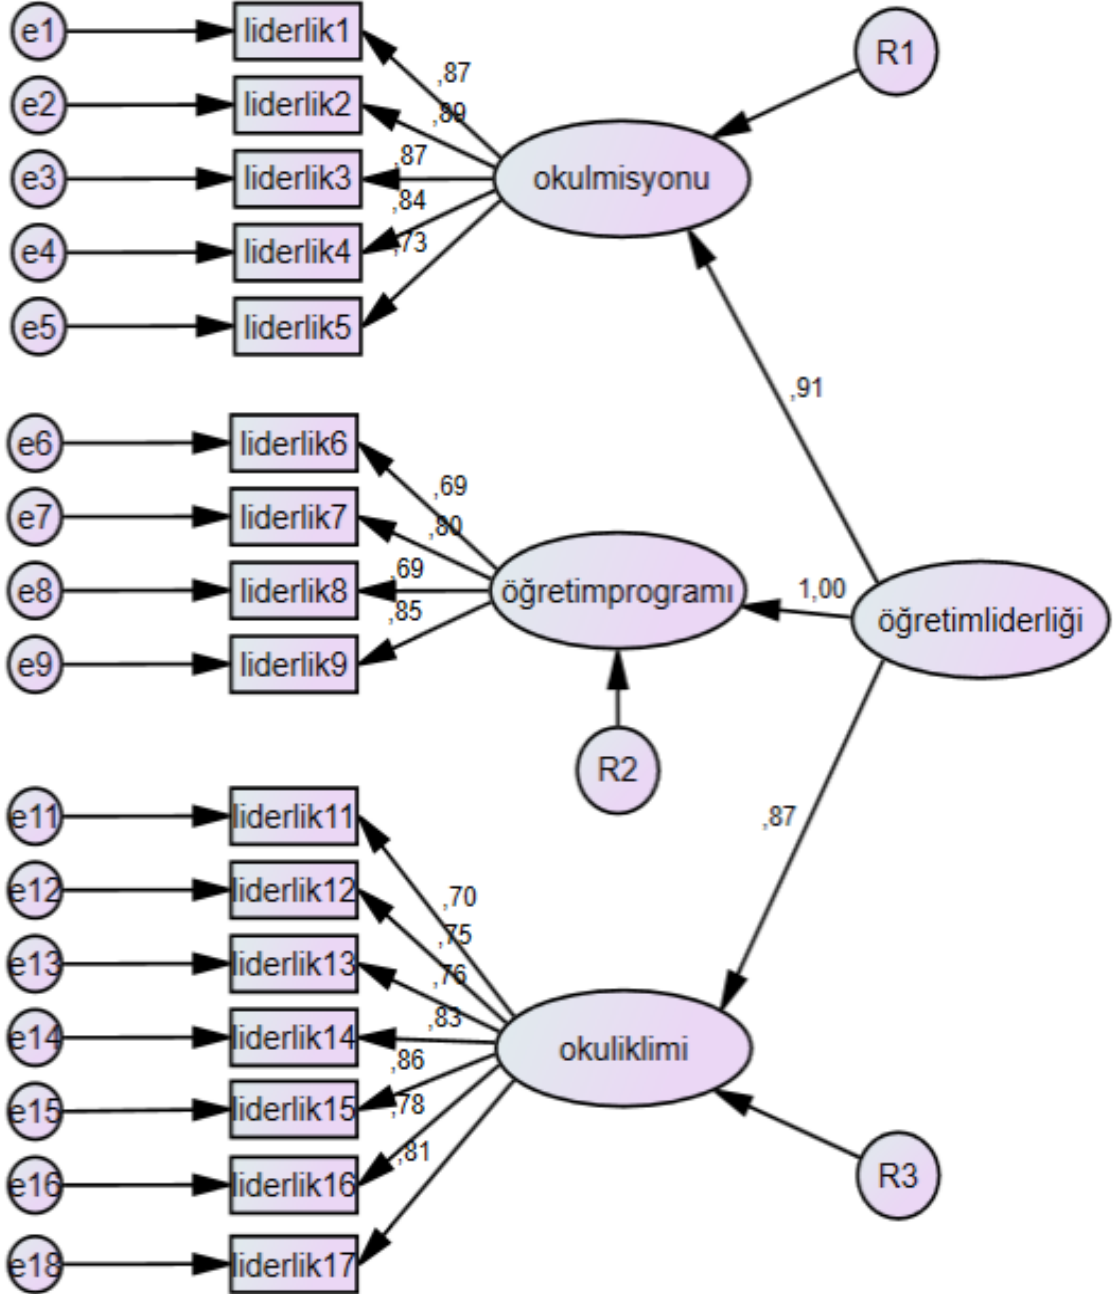 e1
liderlik1
R1
,87
e2
liderlik2
,89
e3
liderlik3
,87
okulmisyonu
,84
e4
liderlik4
,73
e5
liderlik5
,91
e6
liderlik6
,69
e7
liderlik7
,80
e8
liderlik8
,69
öğretimprogramı
1,00
,85
öğretimliderliği
e9
liderlik9
R2
e11
liderlik11
,87
,70
e12
liderlik12
,75
e13
liderlik13
,76
,83
e14
liderlik14
okuliklimi
,86
e15
liderlik15
,78
,81
e16
liderlik16
R3
e18
liderlik17